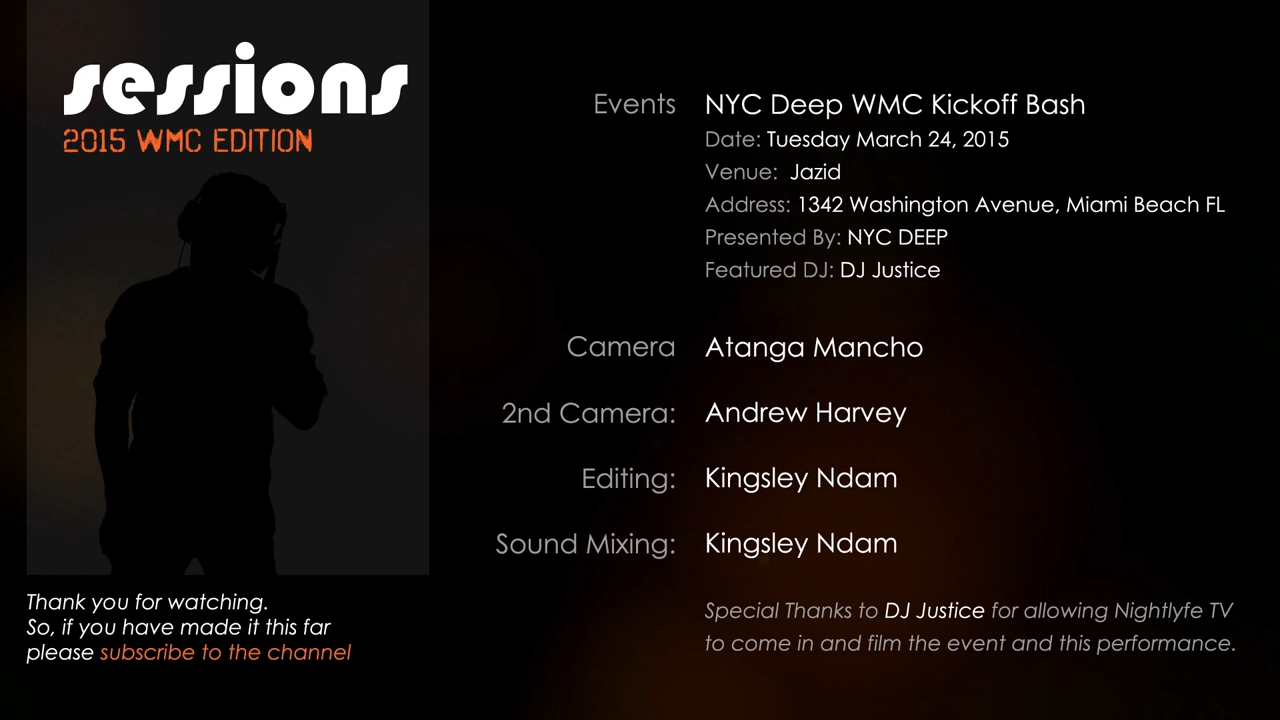 sessions
2015 WMC EDITION
Events NYC Deep WMC Kickoff Bash
Date: Tuesday March 24, 2015
Venue: Jazid
Address: 1342 Washington Avenue, Miami Beach FL
Presented By: NYC DEEP
Featured DJ: DJ Justice
Camera Atanga Mancho
2nd Camera: Andrew Harvey
Editing: Kingsley Ndam
Sound Mixing: Kingsley Ndam
Thank you for watching.
So, if you have made it this far
please subscribe to the channel
Special Thanks to DJ Justice for allowing Nightlyfe TV
to come in and film the event and this performance.